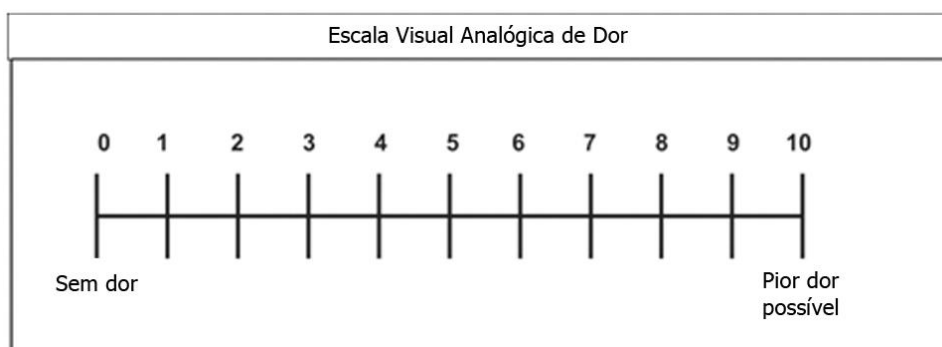 Escala Visual Analógica de Dor
0 1 2 3 4 5 6 7 8 9 10
Sem dor
Pior dor
possível